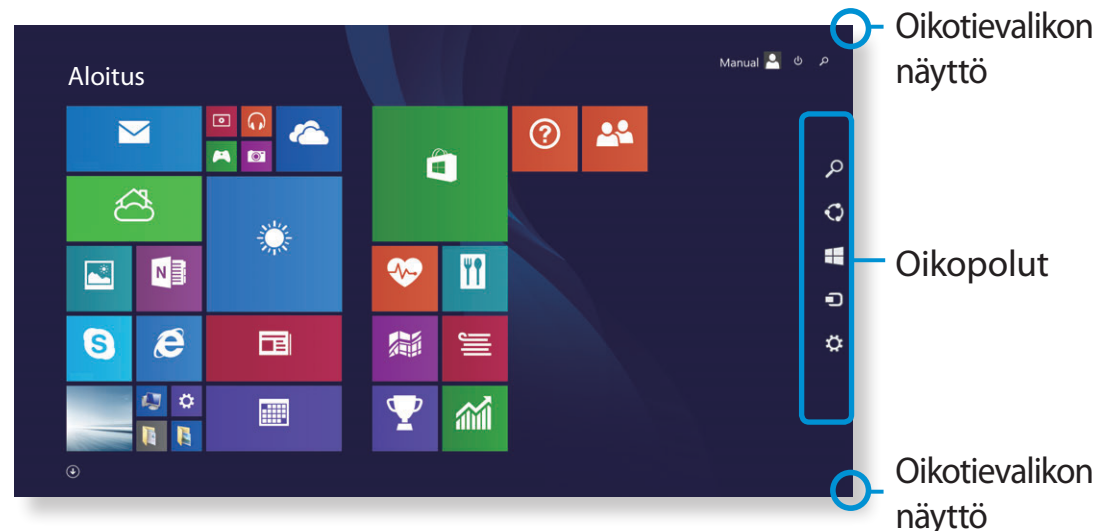 Oikotievalikon
näyttö
Manual
Aloitus
Oikopolut
Oikotievalikon
näyttö